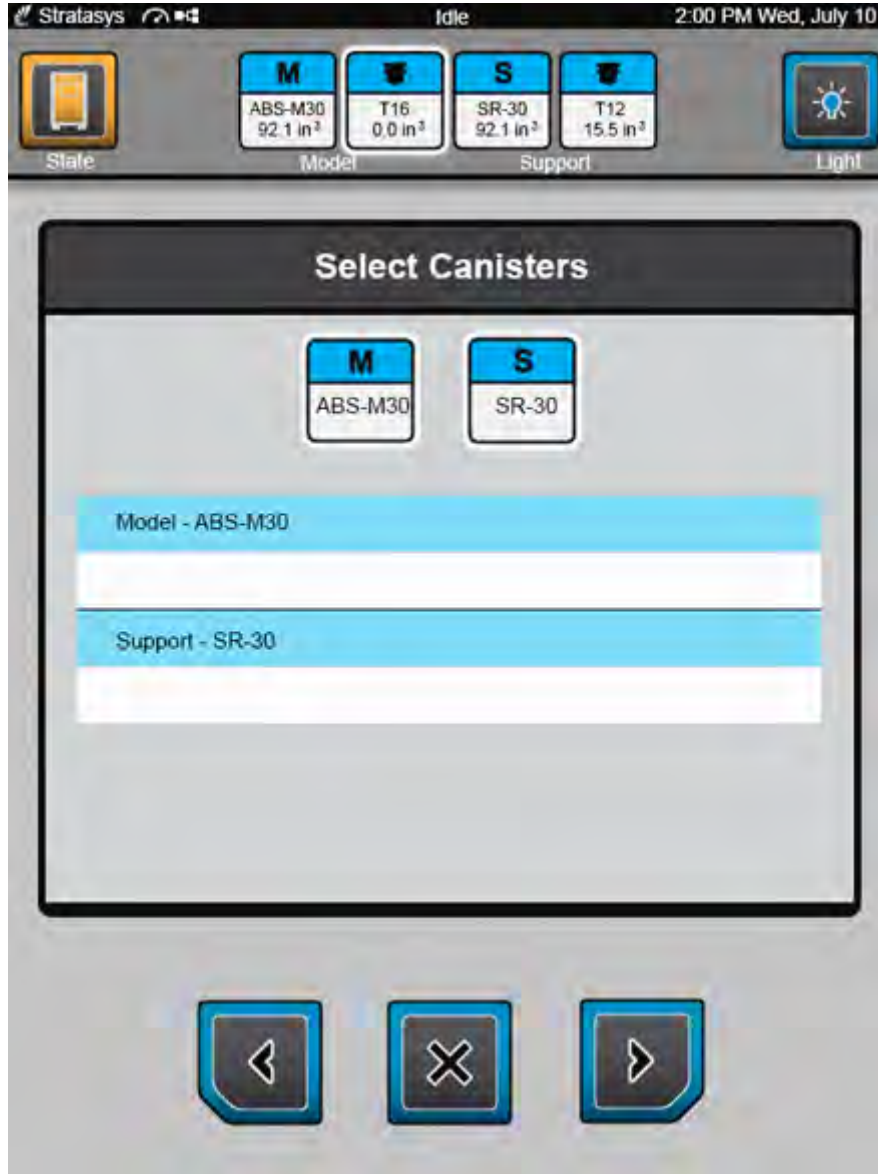 Stratasys Idle 2:00 PM Wed, July 10
M M S
ABS-M30 T16 SR-30 T12
92.1 in³ 0.0 in³ 92.1 in³ 15.5 in³
State Model Support Light
Select Canisters
M S
ABS-M30 SR-30
Model - ABS-M30
Support - SR-30